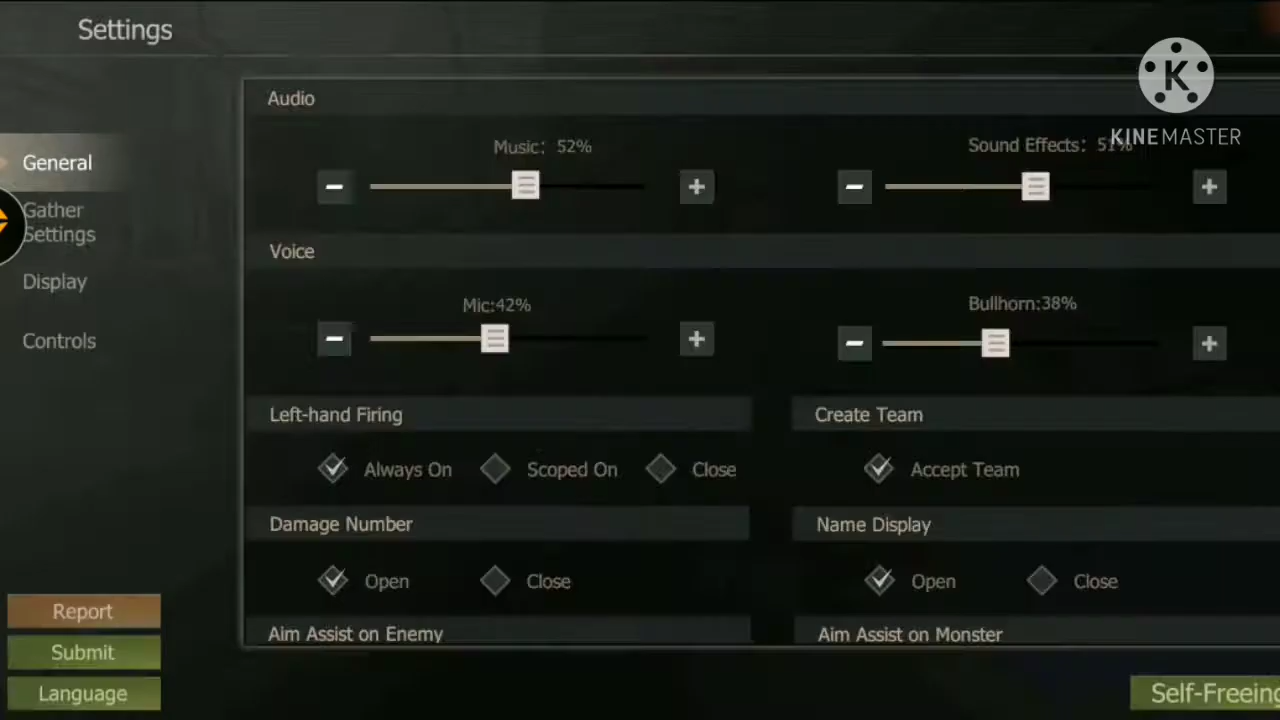 Settings
K
KINEMASTER
Audio
Music: 52%
Sound Effects: 51%
General
Gather
Settings
Voice
Display
Mic:42%
Bullhorn:38%
Controls
Left-hand Firing
Create Team
Always On
Scoped On
Close
Accept Team
Damage Number
Name Display
Open
Close
Open
Close
Report
Aim Assist on Enemy
Aim Assist on Monster
Submit
Language
Self-Freeing